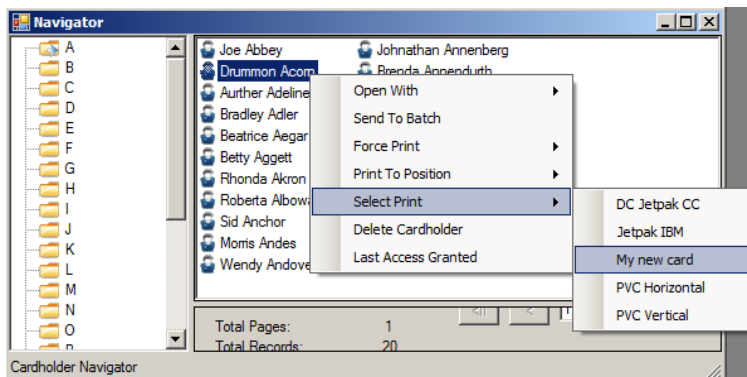 Navigator
A
B
C
D
E
F
G
H
I
J
K
L
M
N
O
Joe Abbey
Drummon Acom
Aurther Adeline
Bradley Adler
Beatrice Aegar
Betty Aggett
Rhonda Akron
Roberta Albow
Sid Anchor
Morris Andes
Wendy Andove
Johnathan Annenberg
Brenda Annenduth
Open With
Send To Batch
Force Print
Print To Position
Select Print
Delete Cardholder
Last Access Granted
DC Jetpak CC
Jetpak IBM
My new card
PVC Horizontal
PVC Vertical
Total Pages: 1
Total Records: 20
Cardholder Navigator